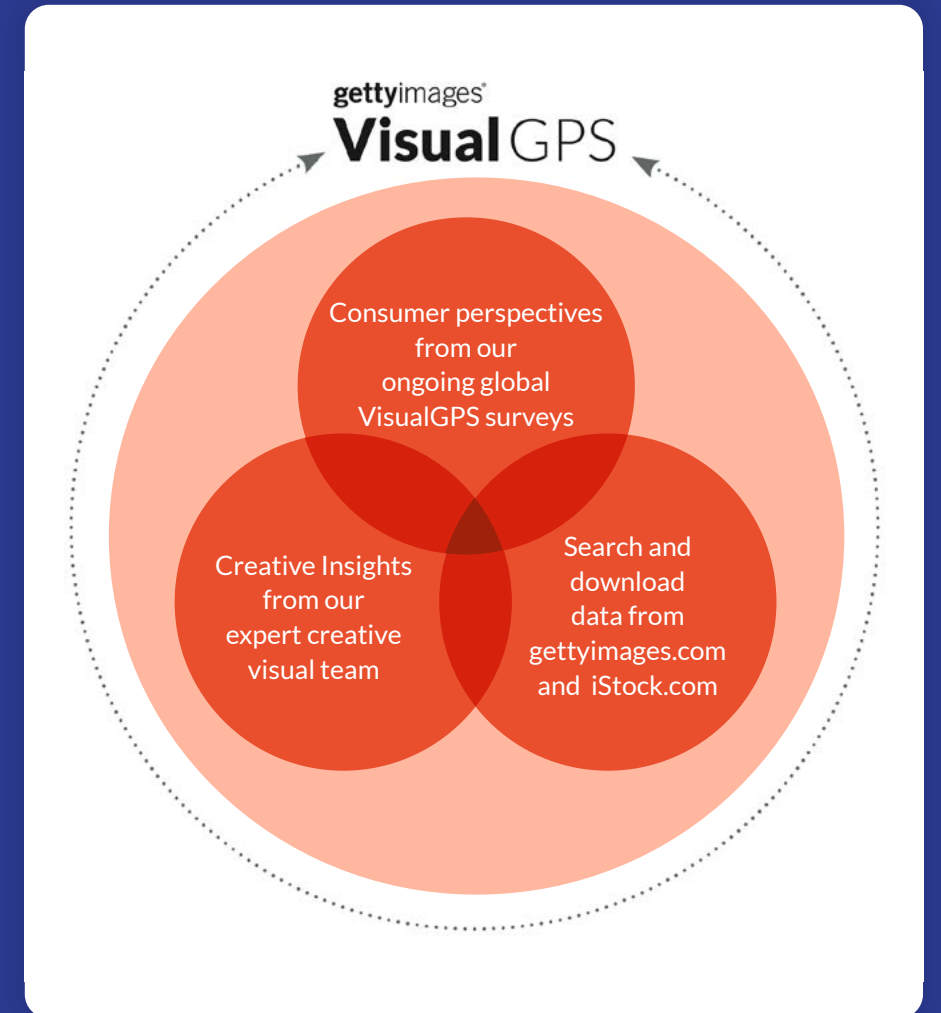 gettyimages®
Visual GPS
Consumer perspectives
from our
ongoing global
VisualGPS surveys
Creative Insights
from our
expert creative
visual team
Search and
download
data from
gettyimages.com
and iStock.com